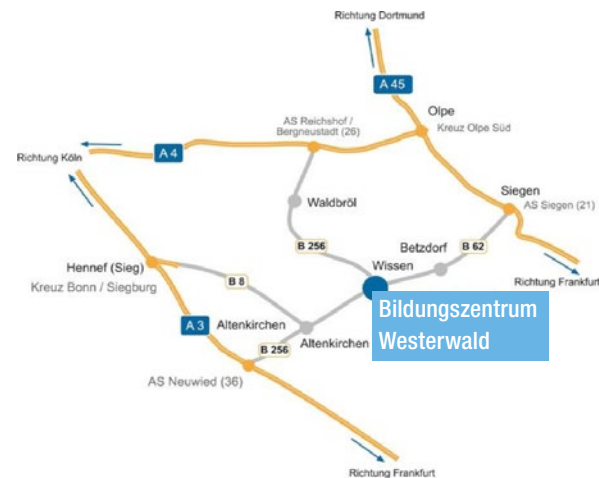 Richtung Dortmund
A 45
Olpe
AS Reichshof /
Bergneustadt (26)
Kreuz Olpe Süd
A 4
Richtung Köln
Siegen
AS Siegen (21)
Waldbröl
B 256
Betzdorf
B 62
Wissen
Hennef (Sieg)
Kreuz Bonn / Siegburg
B 8
Richtung Frankfurt
Bildungszentrum
Westerwald
A 3
Altenkirchen
Altenkirchen
B 256
AS Neuwied (36)
Richtung Frankfurt